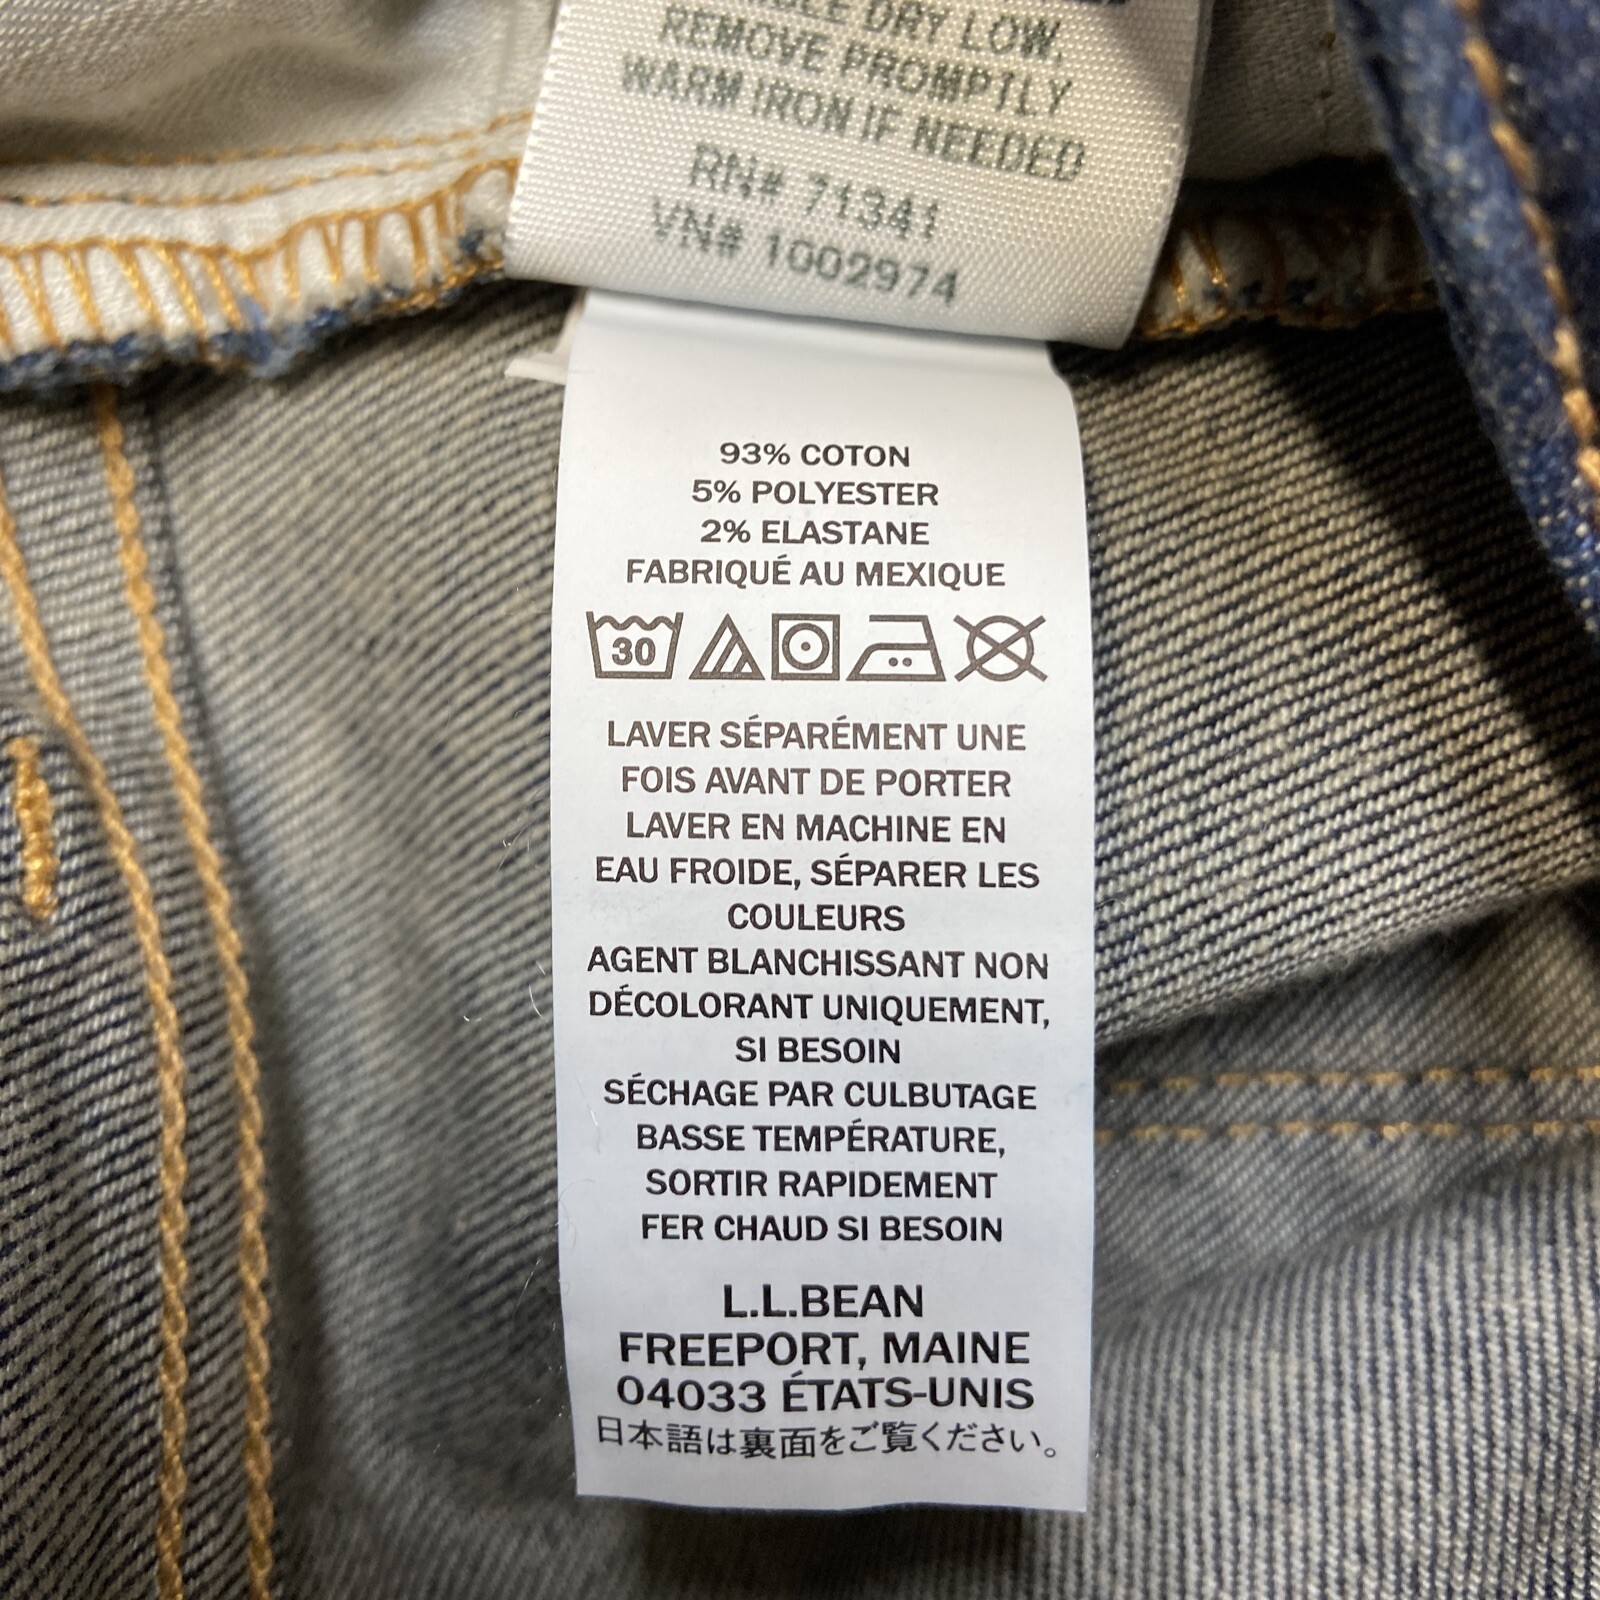 DRY LOW,
REMOVE PROMPTLY
WARM IRON IF NEEDED
RN# 71341
VN# 1002974
93% COTON
5% POLYESTER
2% ELASTANE
FABRIQUÉ AU MEXIQUE
30
LAVER SÉPARÉMENT UNE
FOIS AVANT DE PORTER
LAVER EN MACHINE EN
EAU FROIDE, SÉPARER LES
COULEURS
AGENT BLANCHISSANT NON
DÉCOLORANT UNIQUEMENT,
SI BESOIN
SÉCHAGE PAR CULBUTAGE
BASSE TEMPÉRATURE,
SORTIR RAPIDEMENT
FER CHAUD SI BESOIN
L.L.BEAN
FREEPORT, MAINE
04033 ÉTATS-UNIS
日本語は裏面をご覧ください。